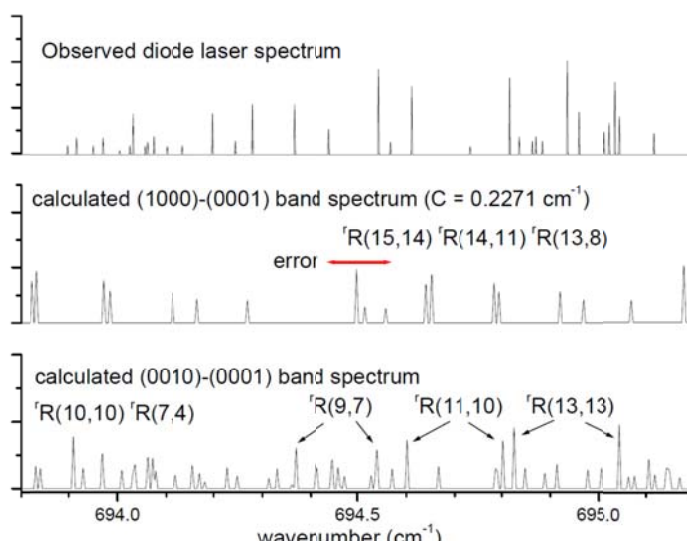 Observed diode laser spectrum
calculated (1000)-(0001) band spectrum (C = 0.2271 cm⁻¹)
ʳR(15,14) ʳR(14,11) ʳR(13,8)
error
calculated (0010)-(0001) band spectrum
ʳR(10,10) ʳR(7,4) ʳR(9,7) ʳR(11,10) ʳR(13,13)
694.0 694.5 695.0
wavenumber (cm⁻¹)